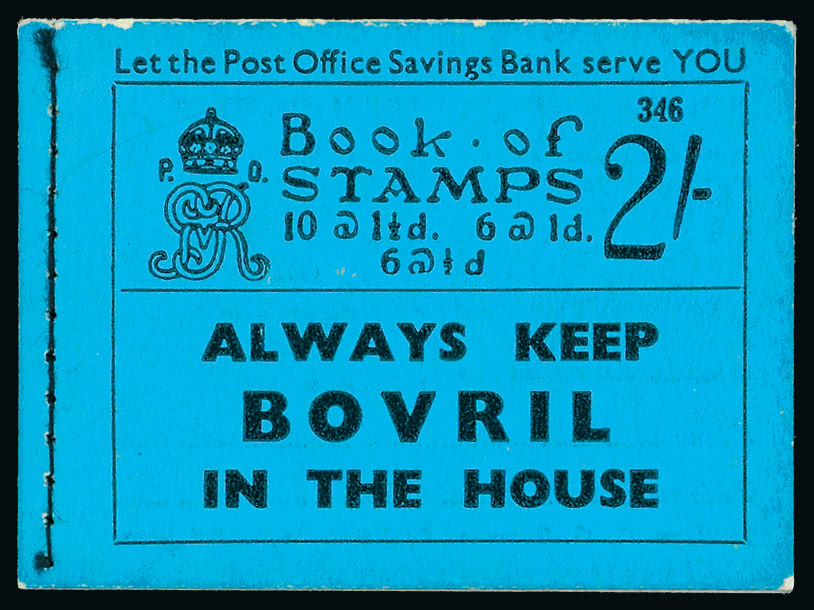 Let the Post Office Savings Bank serve YOU
346
P. O.
Book · of
STAMPS
2/-
10 @ 1½d. 6 @ 1d.
6 @ ½d
ALWAYS KEEP
BOVRIL
IN THE HOUSE